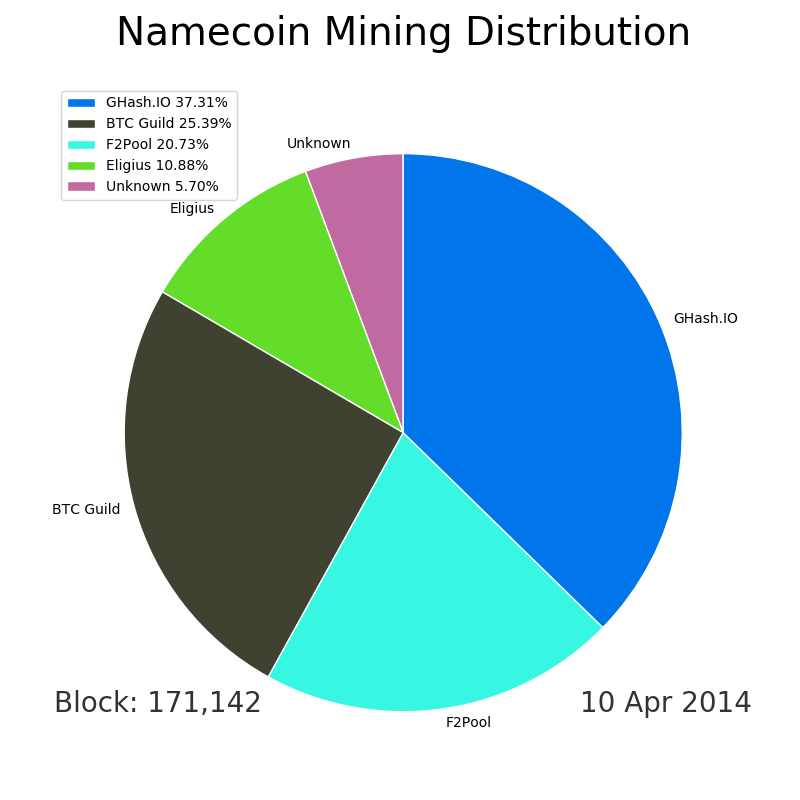 Namecoin Mining Distribution
GHash.IO 37.31%
BTC Guild 25.39%
F2Pool 20.73%
Eligius 10.88%
Unknown 5.70%
Unknown
Eligius
GHash.IO
BTC Guild
Block: 171,142
10 Apr 2014
F2Pool